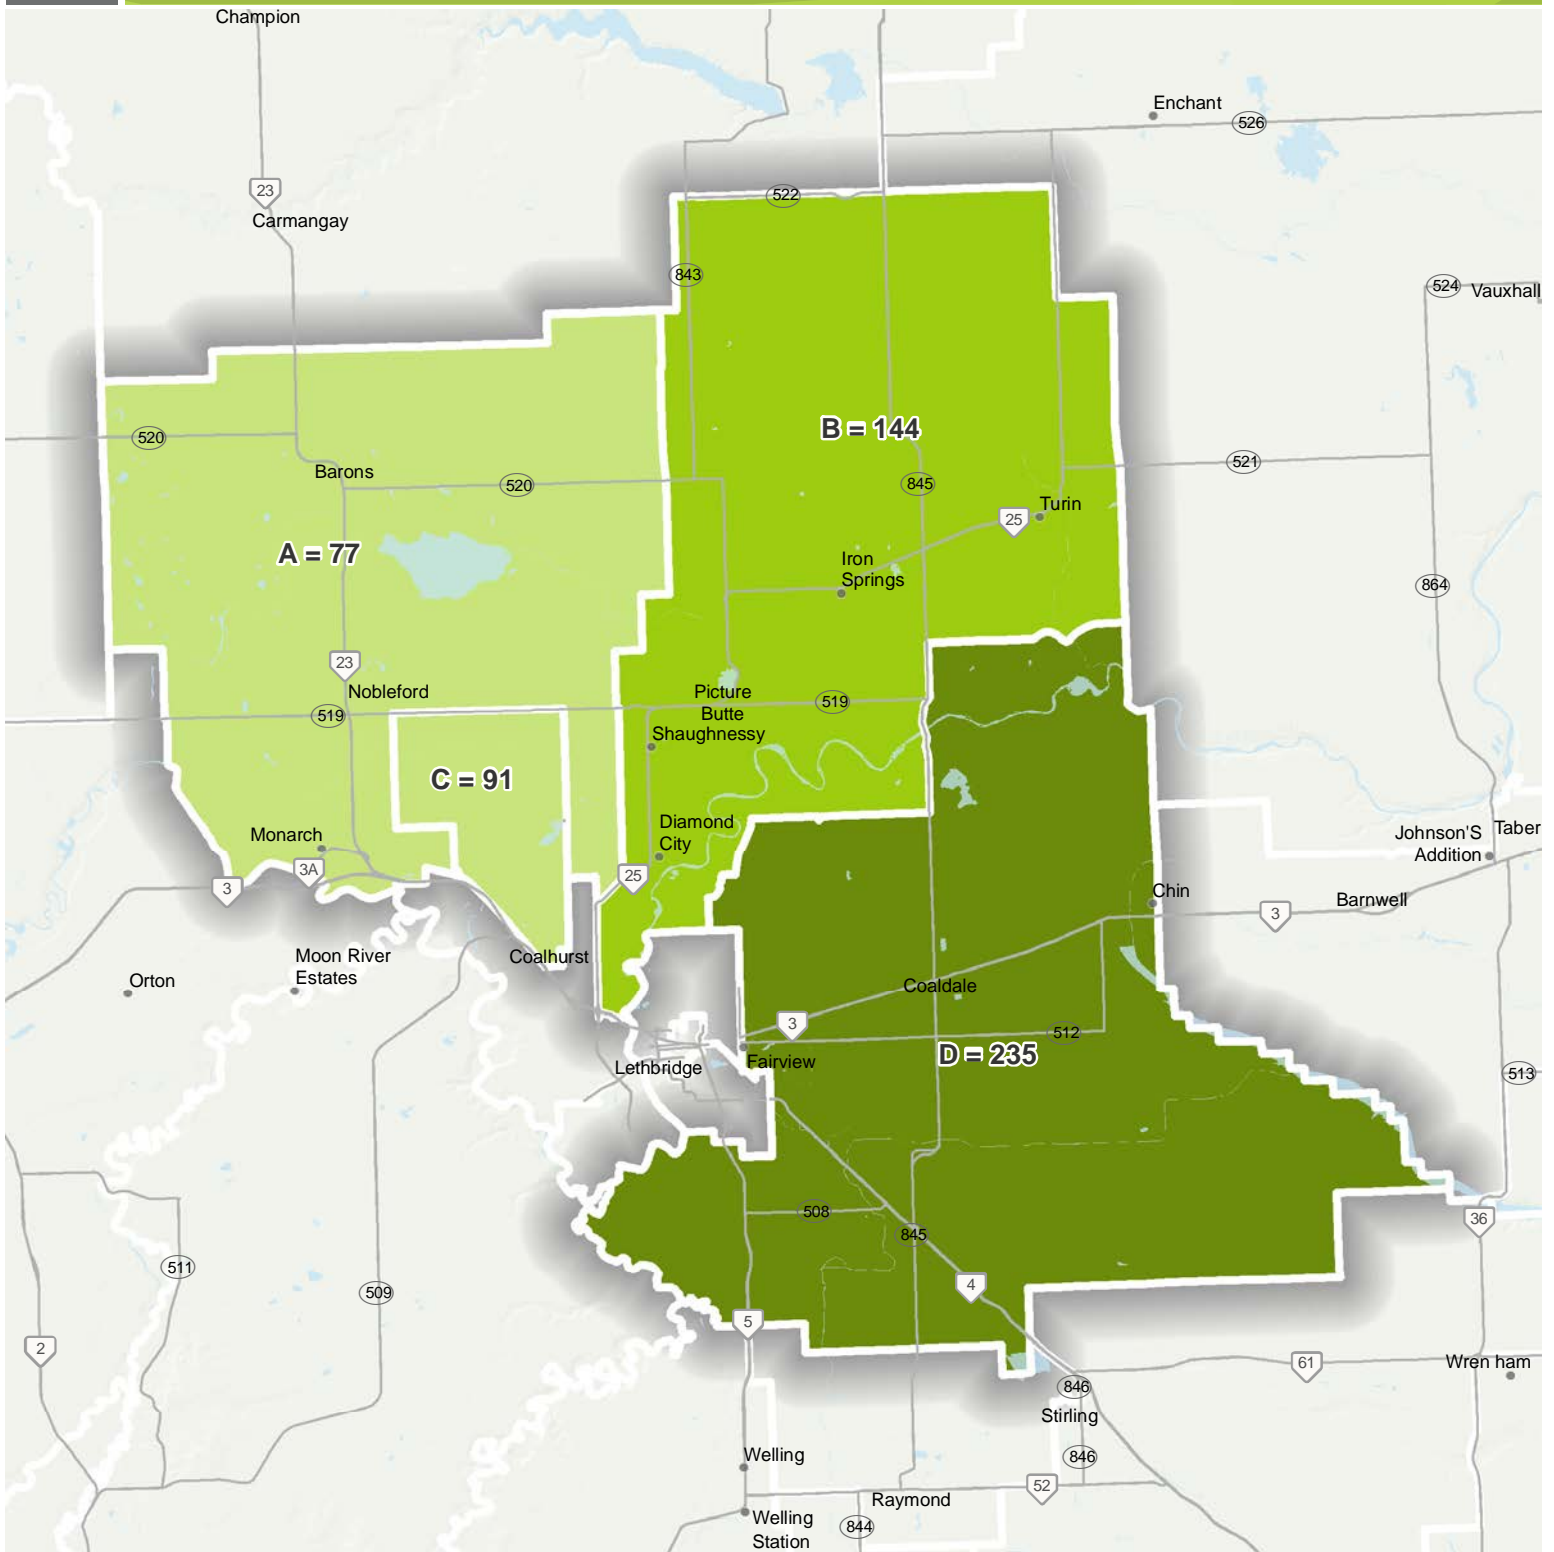 Champion
Enchant
526
23
Carmangay
522
843
524
Vauxhall
B = 144
520
Barons
521
520
845
Turin
25
A = 77
Iron
Springs
864
23
Nobleford
Picture
Butte
519
519
Shaughnessy
C = 91
Diamond
City
Monarch
Johnson'S
Addition
Taber
3A
25
3
Chin
Barnwell
3
Coalhurst
Moon River
Estates
Orton
Coaldale
3
512
Lethbridge
Fairview
D = 235
513
508
36
845
511
509
4
5
2
61
Wren ham
846
Stirling
Welling
846
52
Raymond
Welling
Station
844